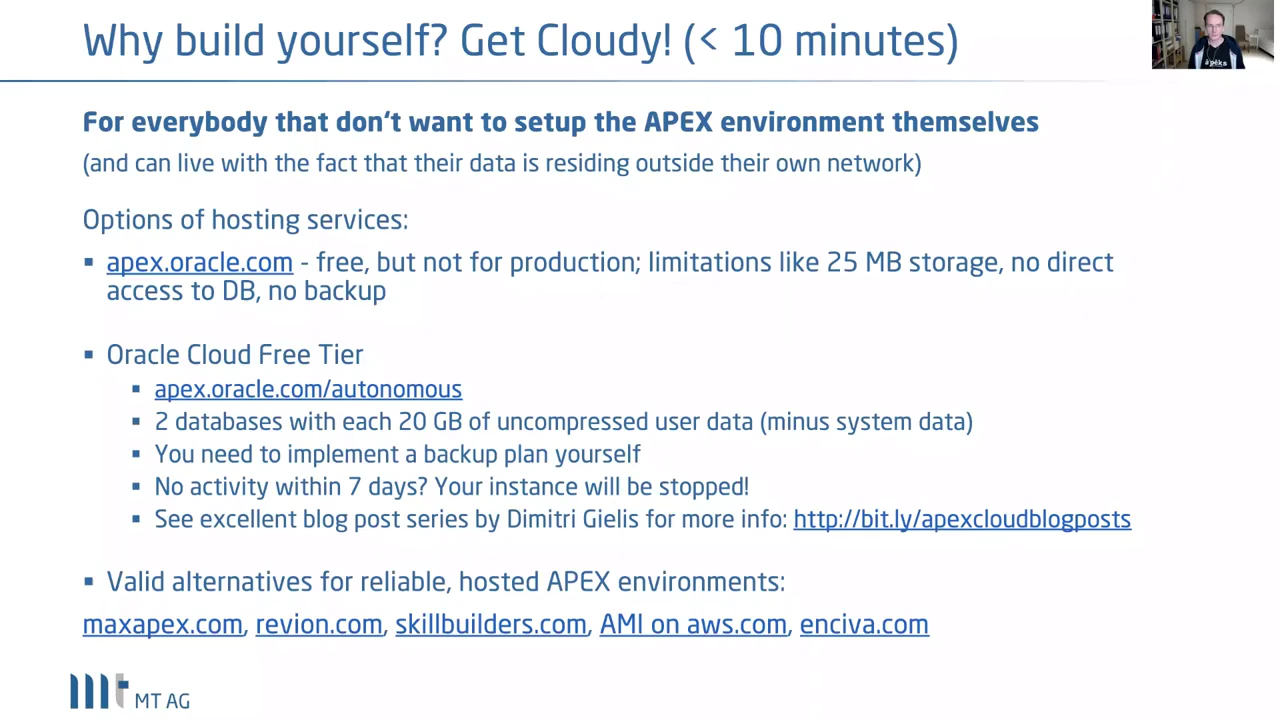 Why build yourself? Get Cloudy! (< 10 minutes)
For everybody that don't want to setup the APEX environment themselves
(and can live with the fact that their data is residing outside their own network)
Options of hosting services:
▪ apex.oracle.com - free, but not for production; limitations like 25 MB storage, no direct
access to DB, no backup
▪ Oracle Cloud Free Tier
▪ apex.oracle.com/autonomous
▪ 2 databases with each 20 GB of uncompressed user data (minus system data)
▪ You need to implement a backup plan yourself
▪ No activity within 7 days? Your instance will be stopped!
▪ See excellent blog post series by Dimitri Gielis for more info: http://bit.ly/apexcloudblogposts
▪ Valid alternatives for reliable, hosted APEX environments:
maxapex.com, revion.com, skillbuilders.com, AMI on aws.com, enciva.com
mt MT AG